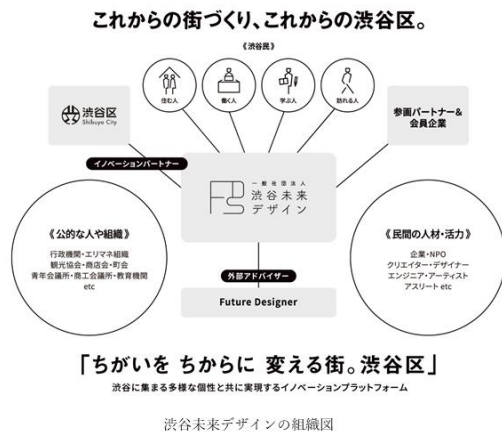 これからの街づくり、これからの渋谷区。
《渋谷民》
住む人
働く人
学ぶ人
訪れる人
渋谷区
Shibuya City
参画パートナー&
会員企業
イノベーションパートナー
FDS
一般社団法人
渋谷未来
デザイン
《公的な人や組織》
行政機関・エリマネ組織
観光協会・商店会・町会
青年会議所・商工会議所・教育機関
etc
《民間の人材・活力》
企業・NPO
クリエイター・デザイナー
エンジニア・アーティスト
アスリート etc
外部アドバイザー
Future Designer
「ちがいを ちからに 変える街。渋谷区」
渋谷に集まる多様な個性と共に実現するイノベーションプラットフォーム
渋谷未来デザインの組織図